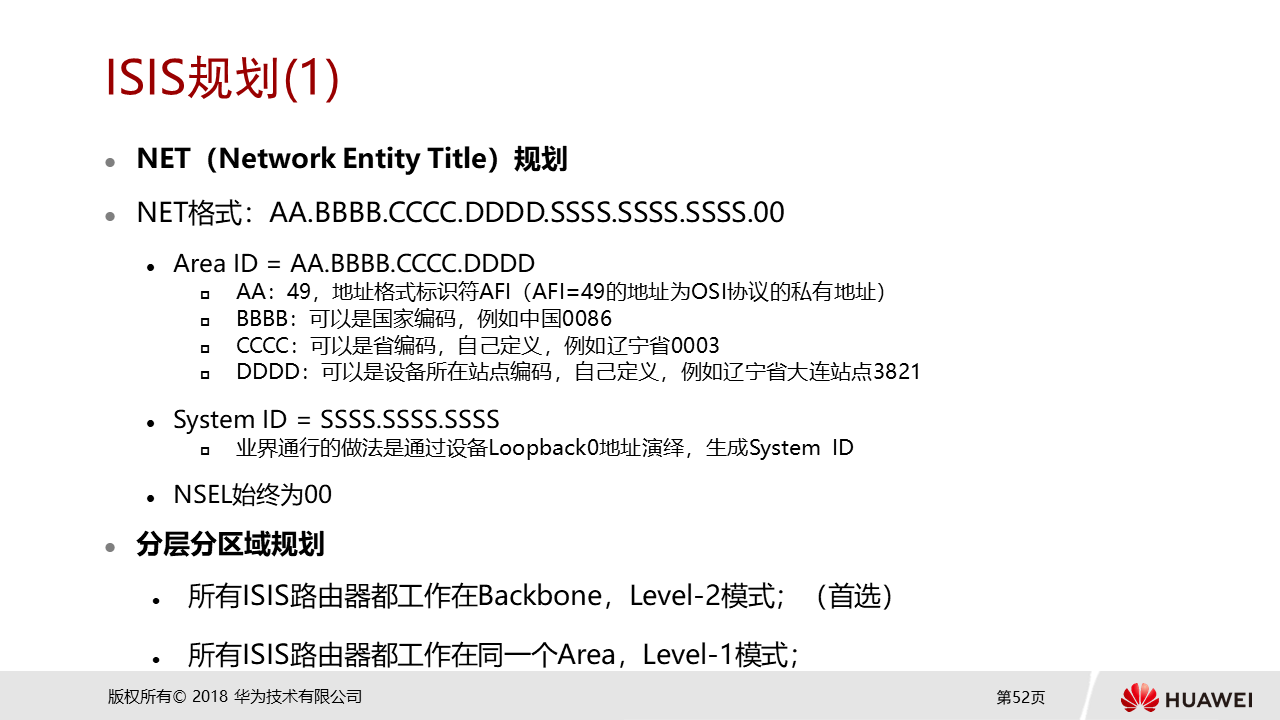 ISIS规划(1)
NET（Network Entity Title）规划
NET格式：AA.BBBB.CCCC.DDDD.SSSS.SSSS.SSSS.00
Area ID = AA.BBBB.CCCC.DDDD
AA：49，地址格式标识符AFI（AFI=49的地址为OSI协议的私有地址）
BBBB：可以是国家编码，例如中国0086
CCCC：可以是省编码，自己定义，例如辽宁省0003
DDDD：可以是设备所在站点编码，自己定义，例如辽宁省大连站点3821
System ID = SSSS.SSSS.SSSS
业界通行的做法是通过设备Loopback0地址演绎，生成System ID
NSEL始终为00
分层分区域规划
所有ISIS路由器都工作在Backbone，Level-2模式；（首选）
所有ISIS路由器都工作在同一个Area，Level-1模式；
版权所有© 2018 华为技术有限公司
第52页
HUAWEI